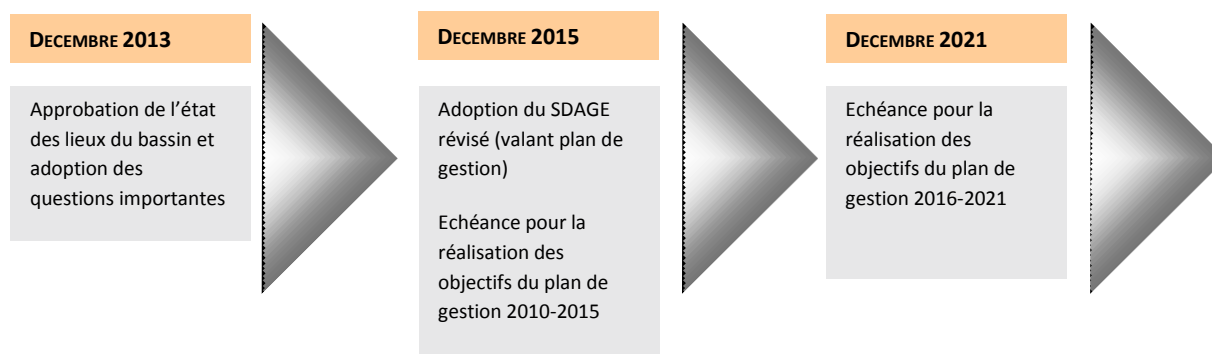 DECEMBRE 2013
Approbation de l’état
des lieux du bassin et
adoption des
questions importantes
DECEMBRE 2015
Adoption du SDAGE
révisé (valant plan de
gestion)
Echéance pour la
réalisation des
objectifs du plan de
gestion 2010-2015
DECEMBRE 2021
Echéance pour la
réalisation des
objectifs du plan de
gestion 2016-2021